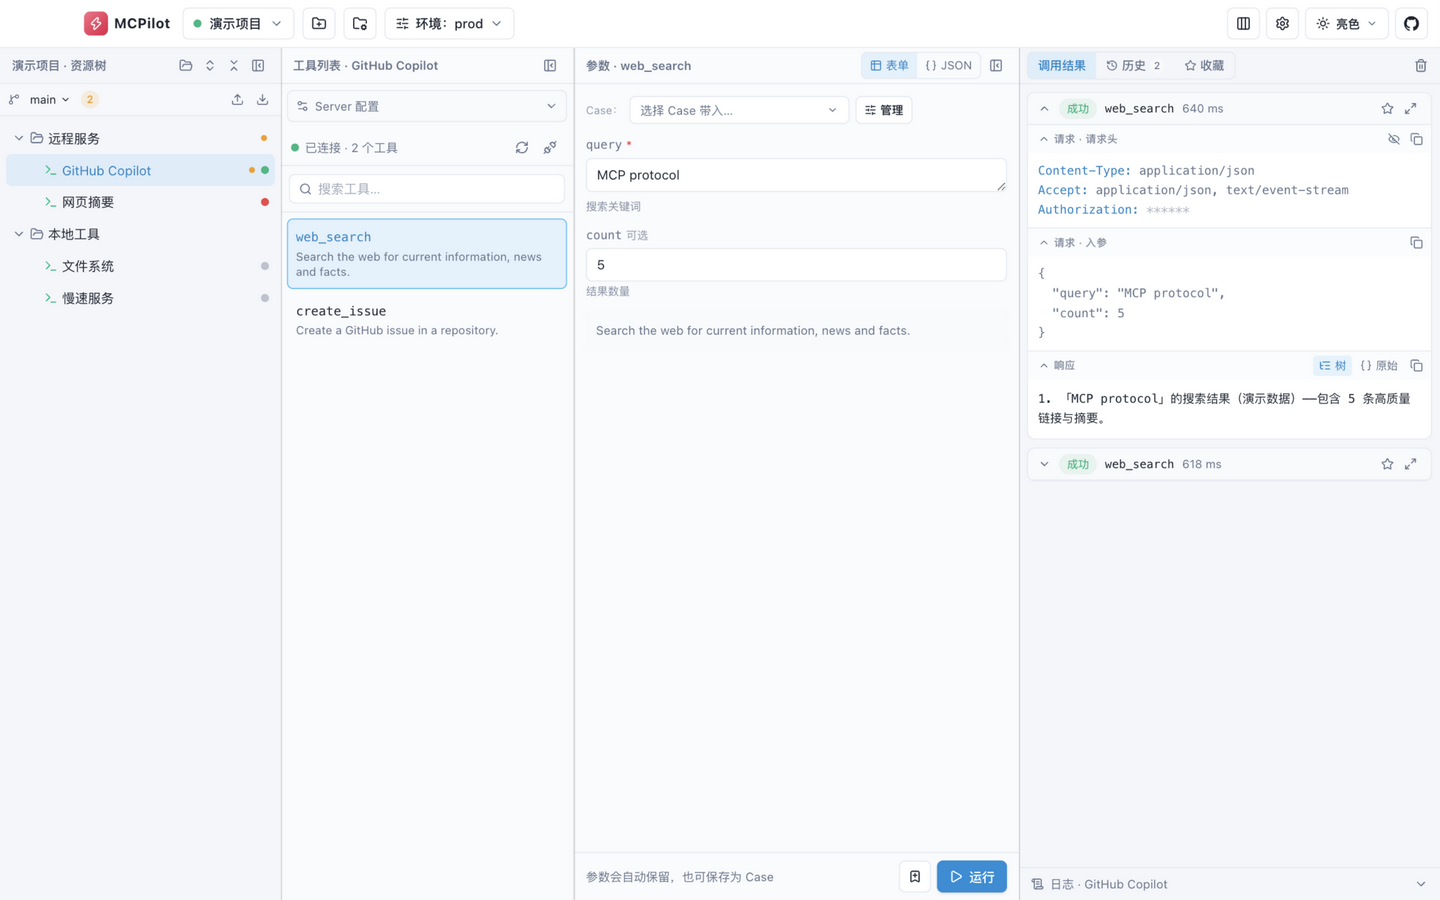 MCPilot
演示项目
环境：prod
亮色
演示项目 · 资源树
main
2
远程服务
GitHub Copilot
网页摘要
本地工具
文件系统
慢速服务
工具列表 · GitHub Copilot
Server 配置
已连接 · 2 个工具
搜索工具...
web_search
Search the web for current information, news
and facts.
create_issue
Create a GitHub issue in a repository.
参数 · web_search
表单
{ } JSON
Case:
选择 Case 带入...
管理
query *
MCP protocol
搜索关键词
count 可选
5
结果数量
Search the web for current information, news and facts.
参数会自动保留，也可保存为 Case
运行
调用结果
历史 2
收藏
成功 web_search 640 ms
请求 · 请求头
Content-Type: application/json
Accept: application/json, text/event-stream
Authorization: ******
请求 · 入参
{
"query": "MCP protocol",
"count": 5
}
响应
树
{ } 原始
1. 「MCP protocol」的搜索结果（演示数据）——包含 5 条高质量
链接与摘要。
成功 web_search 618 ms
日志 · GitHub Copilot